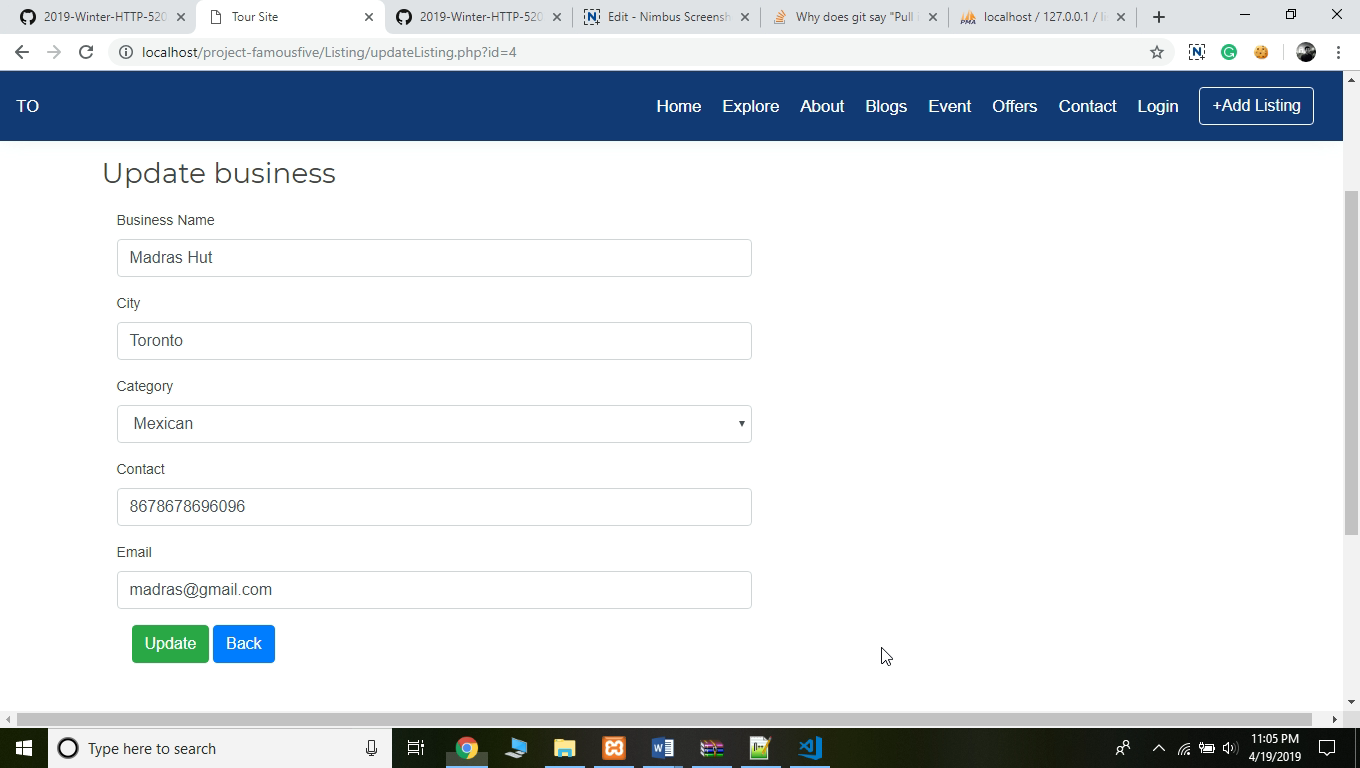 2019-Winter-HTTP-520
Tour Site
2019-Winter-HTTP-520
Edit - Nimbus Screensh
Why does git say "Pull i
localhost / 127.0.0.1 / li
localhost/project-famousfive/Listing/updateListing.php?id=4
TO
Home Explore About Blogs Event Offers Contact Login +Add Listing
Update business
Business Name
Madras Hut
City
Toronto
Category
Mexican
Contact
8678678696096
Email
madras@gmail.com
Update Back
Type here to search
11:05 PM
4/19/2019